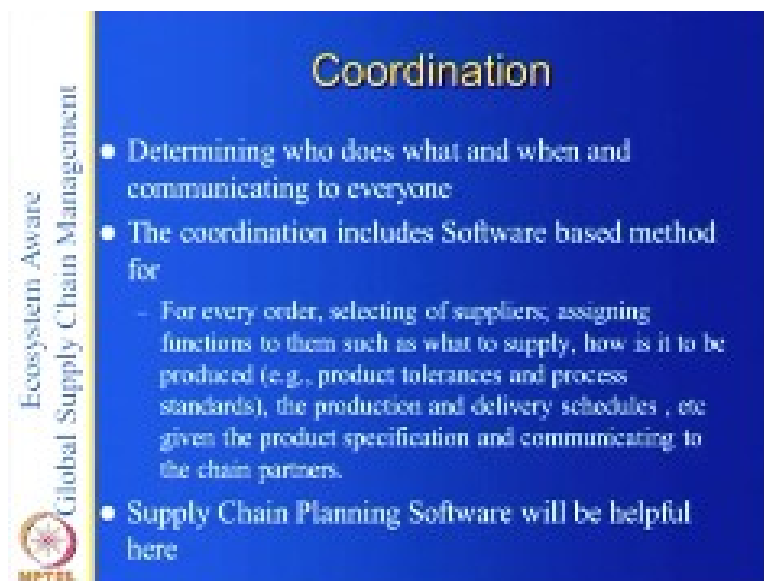 Coordination
● Determining who does what and when and
communicating to everyone
● The coordination includes Software based method
for
– For every order, selecting of suppliers; assigning
functions to them such as what to supply, how is it to be
produced (e.g., product tolerances and process
standards), the production and delivery schedules , etc
given the product specification and communicating to
the chain partners.
● Supply Chain Planning Software will be helpful
here
Ecosystem Aware
Global Supply Chain Management
NPTEL